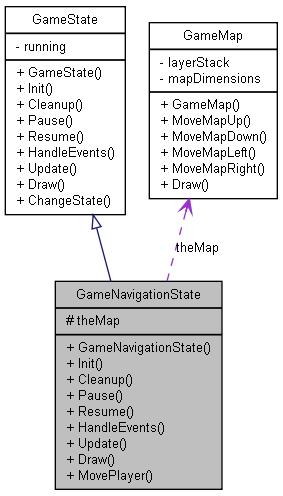 GameState
- running
+ GameState()
+ Init()
+ Cleanup()
+ Pause()
+ Resume()
+ HandleEvents()
+ Update()
+ Draw()
+ ChangeState()
GameMap
- layerStack
- mapDimensions
+ GameMap()
+ MoveMapUp()
+ MoveMapDown()
+ MoveMapLeft()
+ MoveMapRight()
+ Draw()
theMap
GameNavigationState
# theMap
+ GameNavigationState()
+ Init()
+ Cleanup()
+ Pause()
+ Resume()
+ HandleEvents()
+ Update()
+ Draw()
+ MovePlayer()